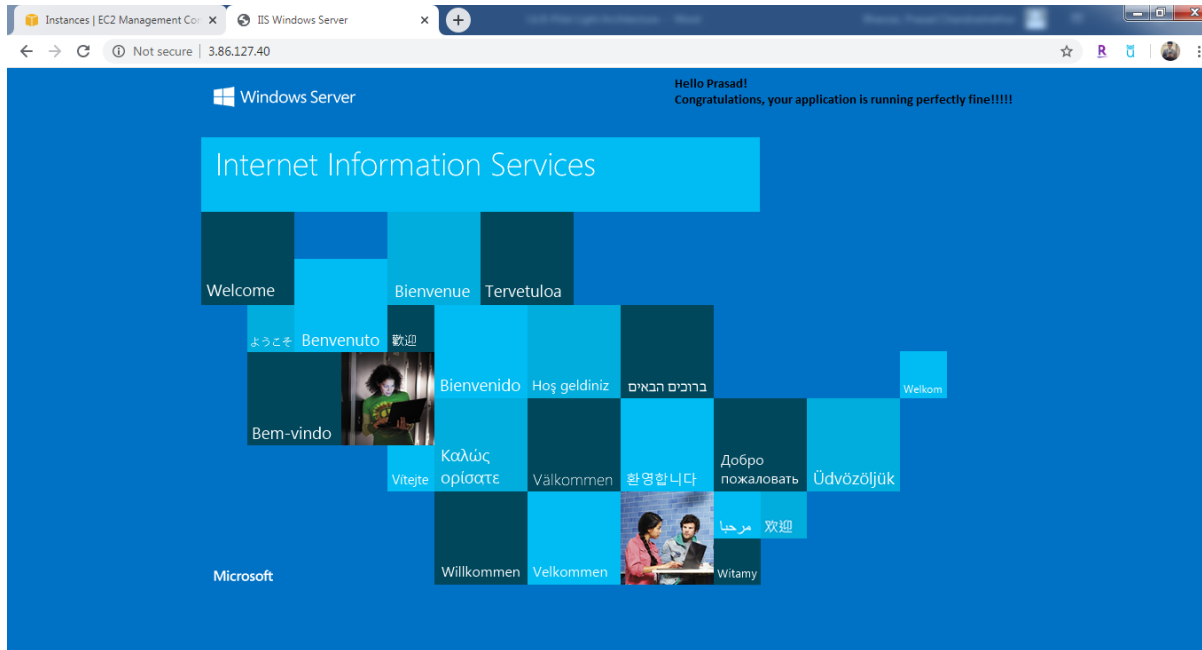 Instances | EC2 Management Cor
IIS Windows Server
Not secure | 3.86.127.40
Windows Server
Hello Prasad!
Congratulations, your application is running perfectly fine!!!!!
Internet Information Services
Welcome
Bienvenue
Tervetuloa
ようこそ
Benvenuto
歡迎
Bienvenido
Hoş geldiniz
ברוכים הבאים
Welkom
Bem-vindo
Vítejte
Καλώς
ορίσατε
Välkommen
환영합니다
Добро
пожаловать
Üdvözöljük
Willkommen
Velkommen
مرحبا
欢迎
Witamy
Microsoft